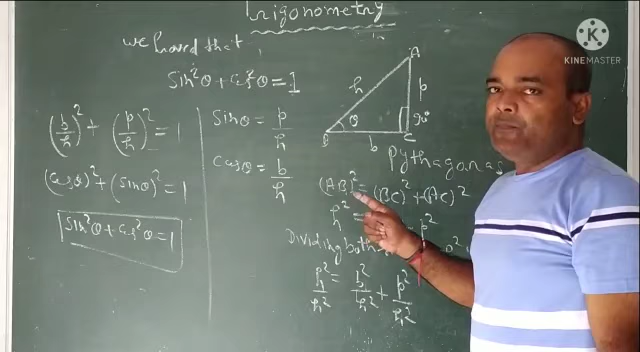 Trigonometry
we proved that,
Sin²θ + Cos²θ = 1
(b/h)² + (p/h)² = 1
(Cosθ)² + (Sinθ)² = 1
Sin²θ + Cos²θ = 1
Sinθ = p/h
Cosθ = b/h
A
h
p
θ
90°
B
b
C
Pythagoras
(AB)² = (BC)² + (AC)²
h² =
p²
Dividing both
h²/h² = b²/h² + p²/h²
KINEMASTER